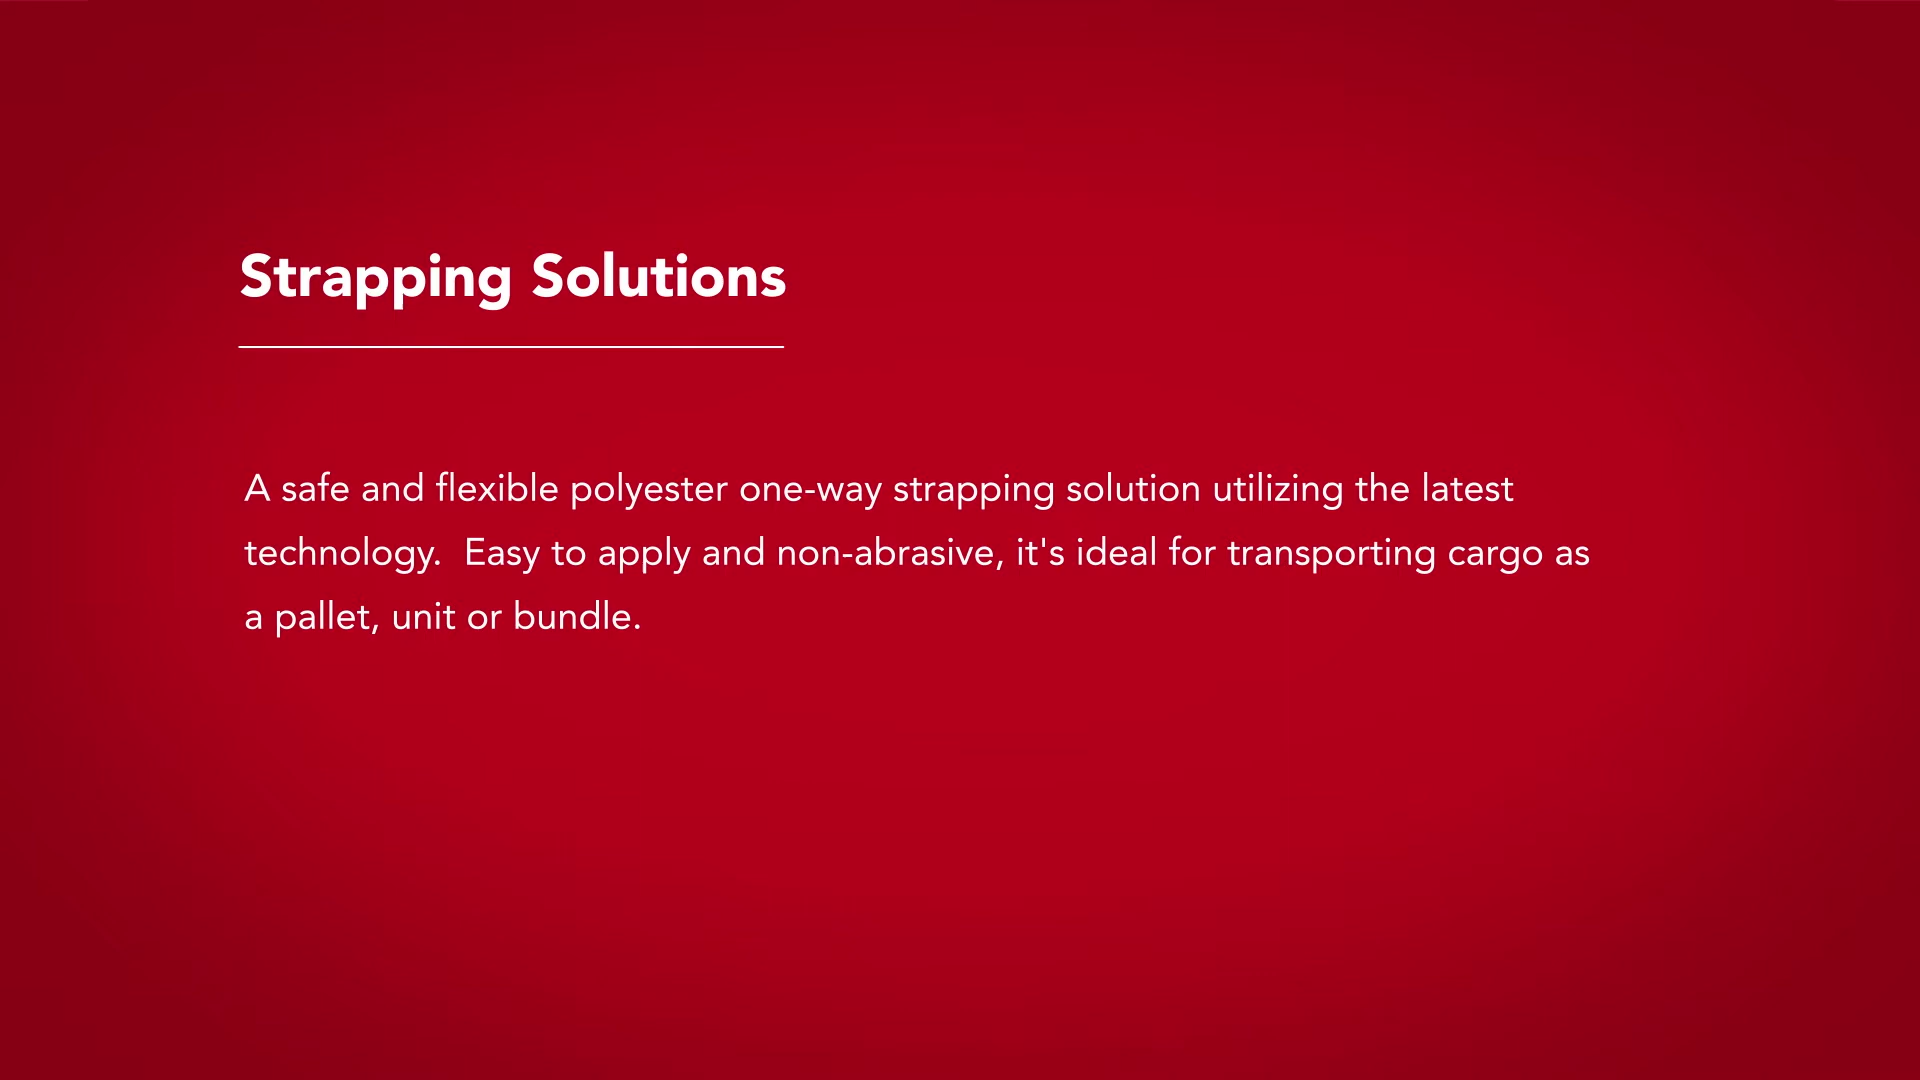 Strapping Solutions
A safe and flexible polyester one-way strapping solution utilizing the latest
technology.  Easy to apply and non-abrasive, it's ideal for transporting cargo as
a pallet, unit or bundle.